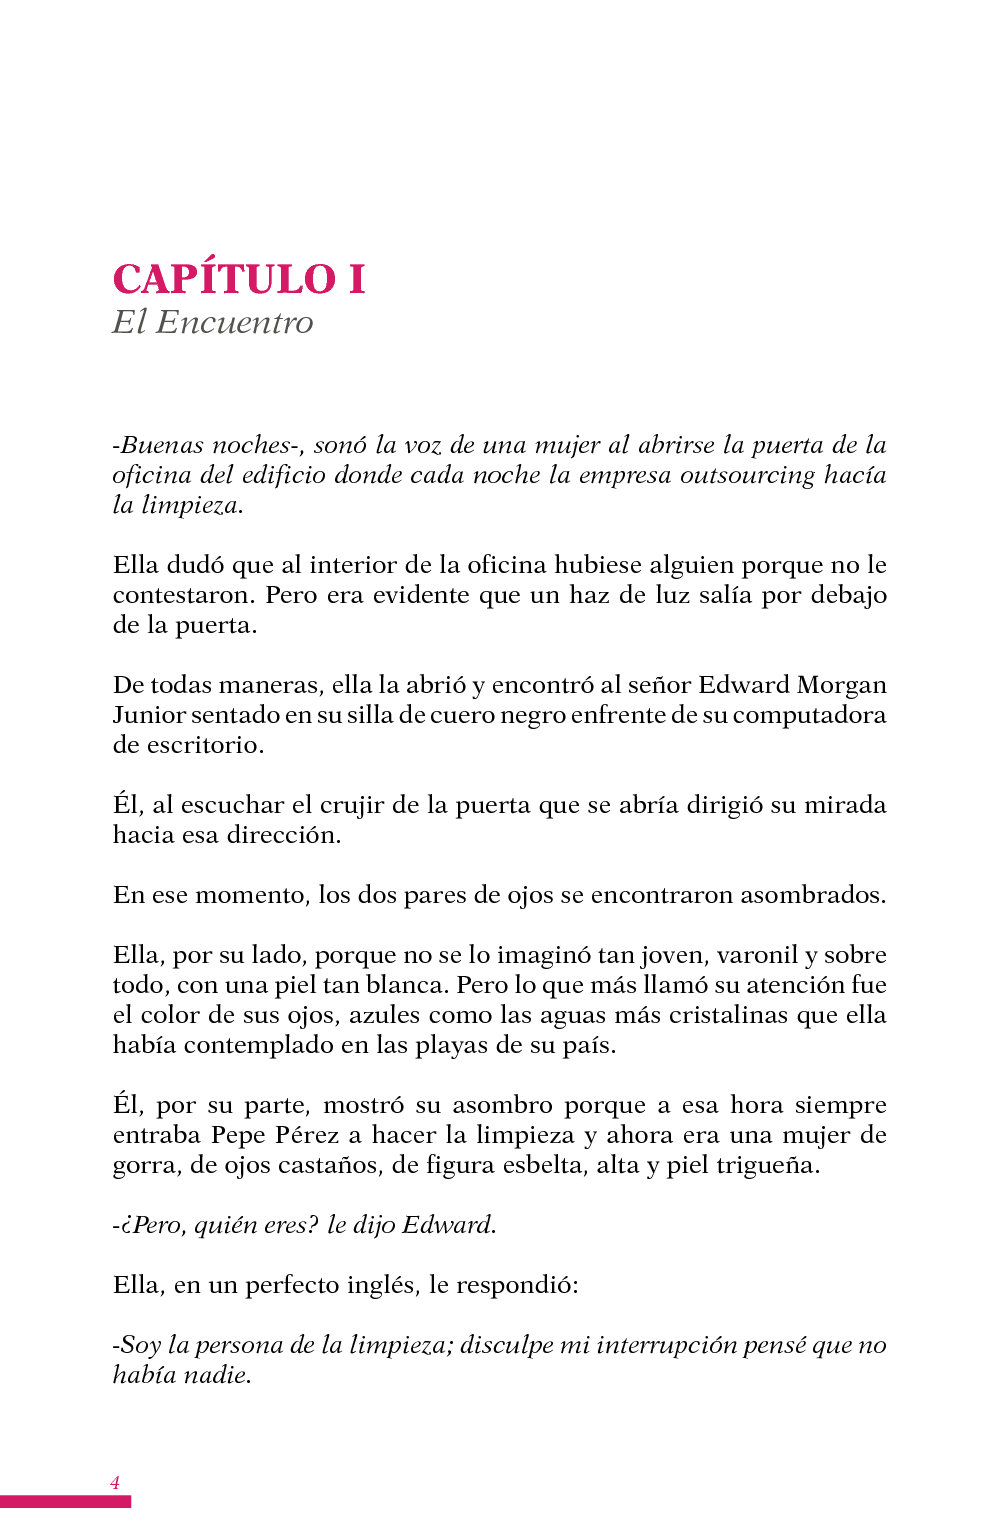 CAPÍTULO I
El Encuentro
-Buenas noches-, sonó la voz de una mujer al abrirse la puerta de la
oficina del edificio donde cada noche la empresa outsourcing hacía
la limpieza.
Ella dudó que al interior de la oficina hubiese alguien porque no le
contestaron. Pero era evidente que un haz de luz salía por debajo
de la puerta.
De todas maneras, ella la abrió y encontró al señor Edward Morgan
Junior sentado en su silla de cuero negro enfrente de su computadora
de escritorio.
Él, al escuchar el crujir de la puerta que se abría dirigió su mirada
hacia esa dirección.
En ese momento, los dos pares de ojos se encontraron asombrados.
Ella, por su lado, porque no se lo imaginó tan joven, varonil y sobre
todo, con una piel tan blanca. Pero lo que más llamó su atención fue
el color de sus ojos, azules como las aguas más cristalinas que ella
había contemplado en las playas de su país.
Él, por su parte, mostró su asombro porque a esa hora siempre
entraba Pepe Pérez a hacer la limpieza y ahora era una mujer de
gorra, de ojos castaños, de figura esbelta, alta y piel trigueña.
-¿Pero, quién eres? le dijo Edward.
Ella, en un perfecto inglés, le respondió:
-Soy la persona de la limpieza; disculpe mi interrupción pensé que no
había nadie.
4